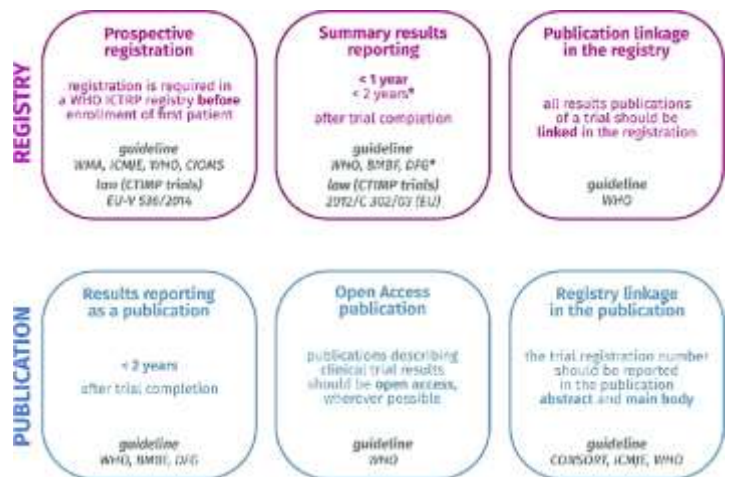 REGISTRY
Prospective
registration
registration is required in
a WHO ICTRP registry before
enrollment of first patient
guideline
WMA, ICMJE, WHO, CIOMS
law (CTIMP trials)
EU-V 536/2014
Summary results
reporting
< 1 year
< 2 years*
after trial completion
guideline
WHO, BMBF, DFG*
law (CTIMP trials)
2012/C 302/03 (EU)
Publication linkage
in the registry
all results publications
of a trial should be
linked in the registration
guideline
WHO
PUBLICATION
Results reporting
as a publication
< 2 years
after trial completion
guideline
WHO, BMBF, DFG
Open Access
publication
publications describing
clinical trial results
should be open access,
wherever possible
guideline
WHO
Registry linkage
in the publication
the trial registration number
should be reported
in the publication
abstract and main body
guideline
CONSORT, ICMJE, WHO